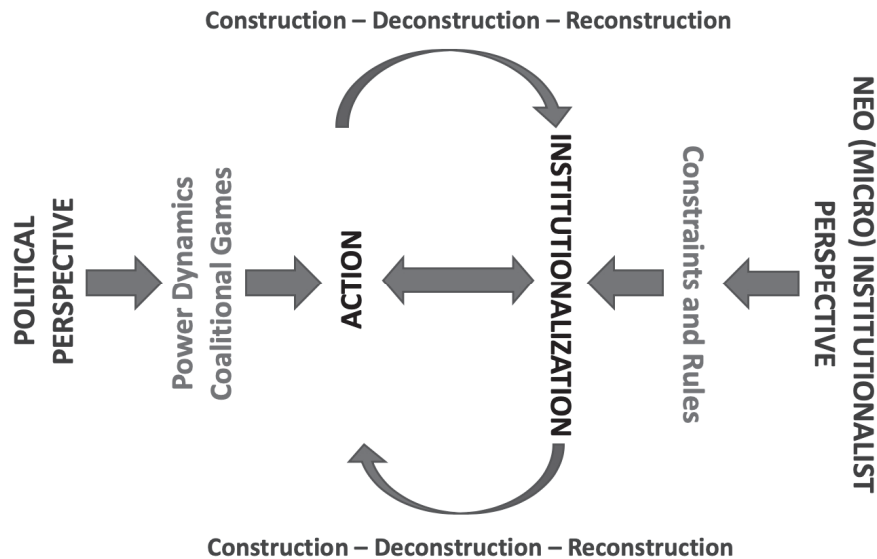 Construction – Deconstruction – Reconstruction
POLITICAL
PERSPECTIVE
Power Dynamics
Coalitional Games
ACTION
INSTITUTIONALIZATION
Constraints and Rules
NEO (MICRO) INSTITUTIONALIST
PERSPECTIVE
Construction – Deconstruction – Reconstruction